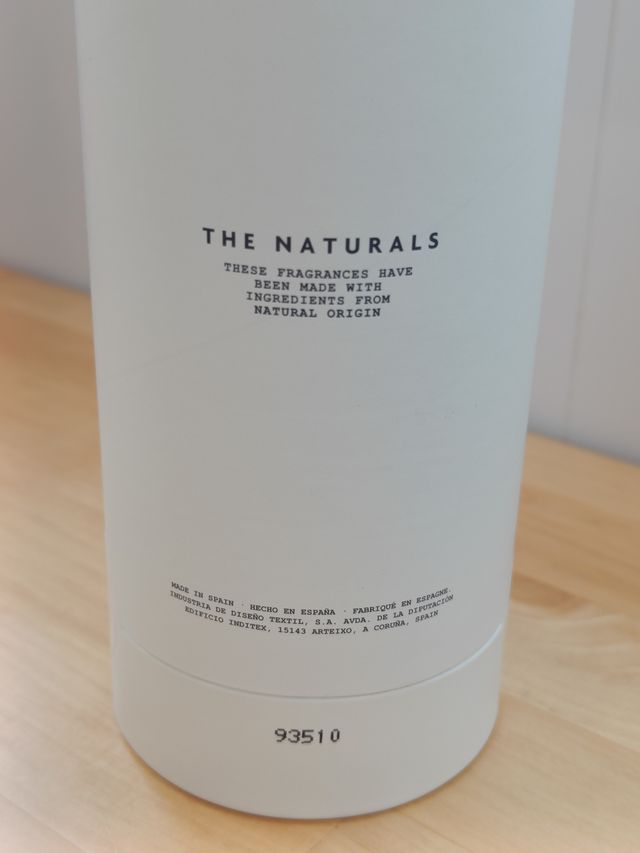 THE NATURALS
THESE FRAGRANCES HAVE
BEEN MADE WITH
INGREDIENTS FROM
NATURAL ORIGIN
MADE IN SPAIN · HECHO EN ESPAÑA · FABRIQUÉ EN ESPAGNE.
INDUSTRIA DE DISEÑO TEXTIL, S.A. AVDA. DE LA DIPUTACIÓN
EDIFICIO INDITEX, 15143 ARTEIXO, A CORUÑA, SPAIN
93510